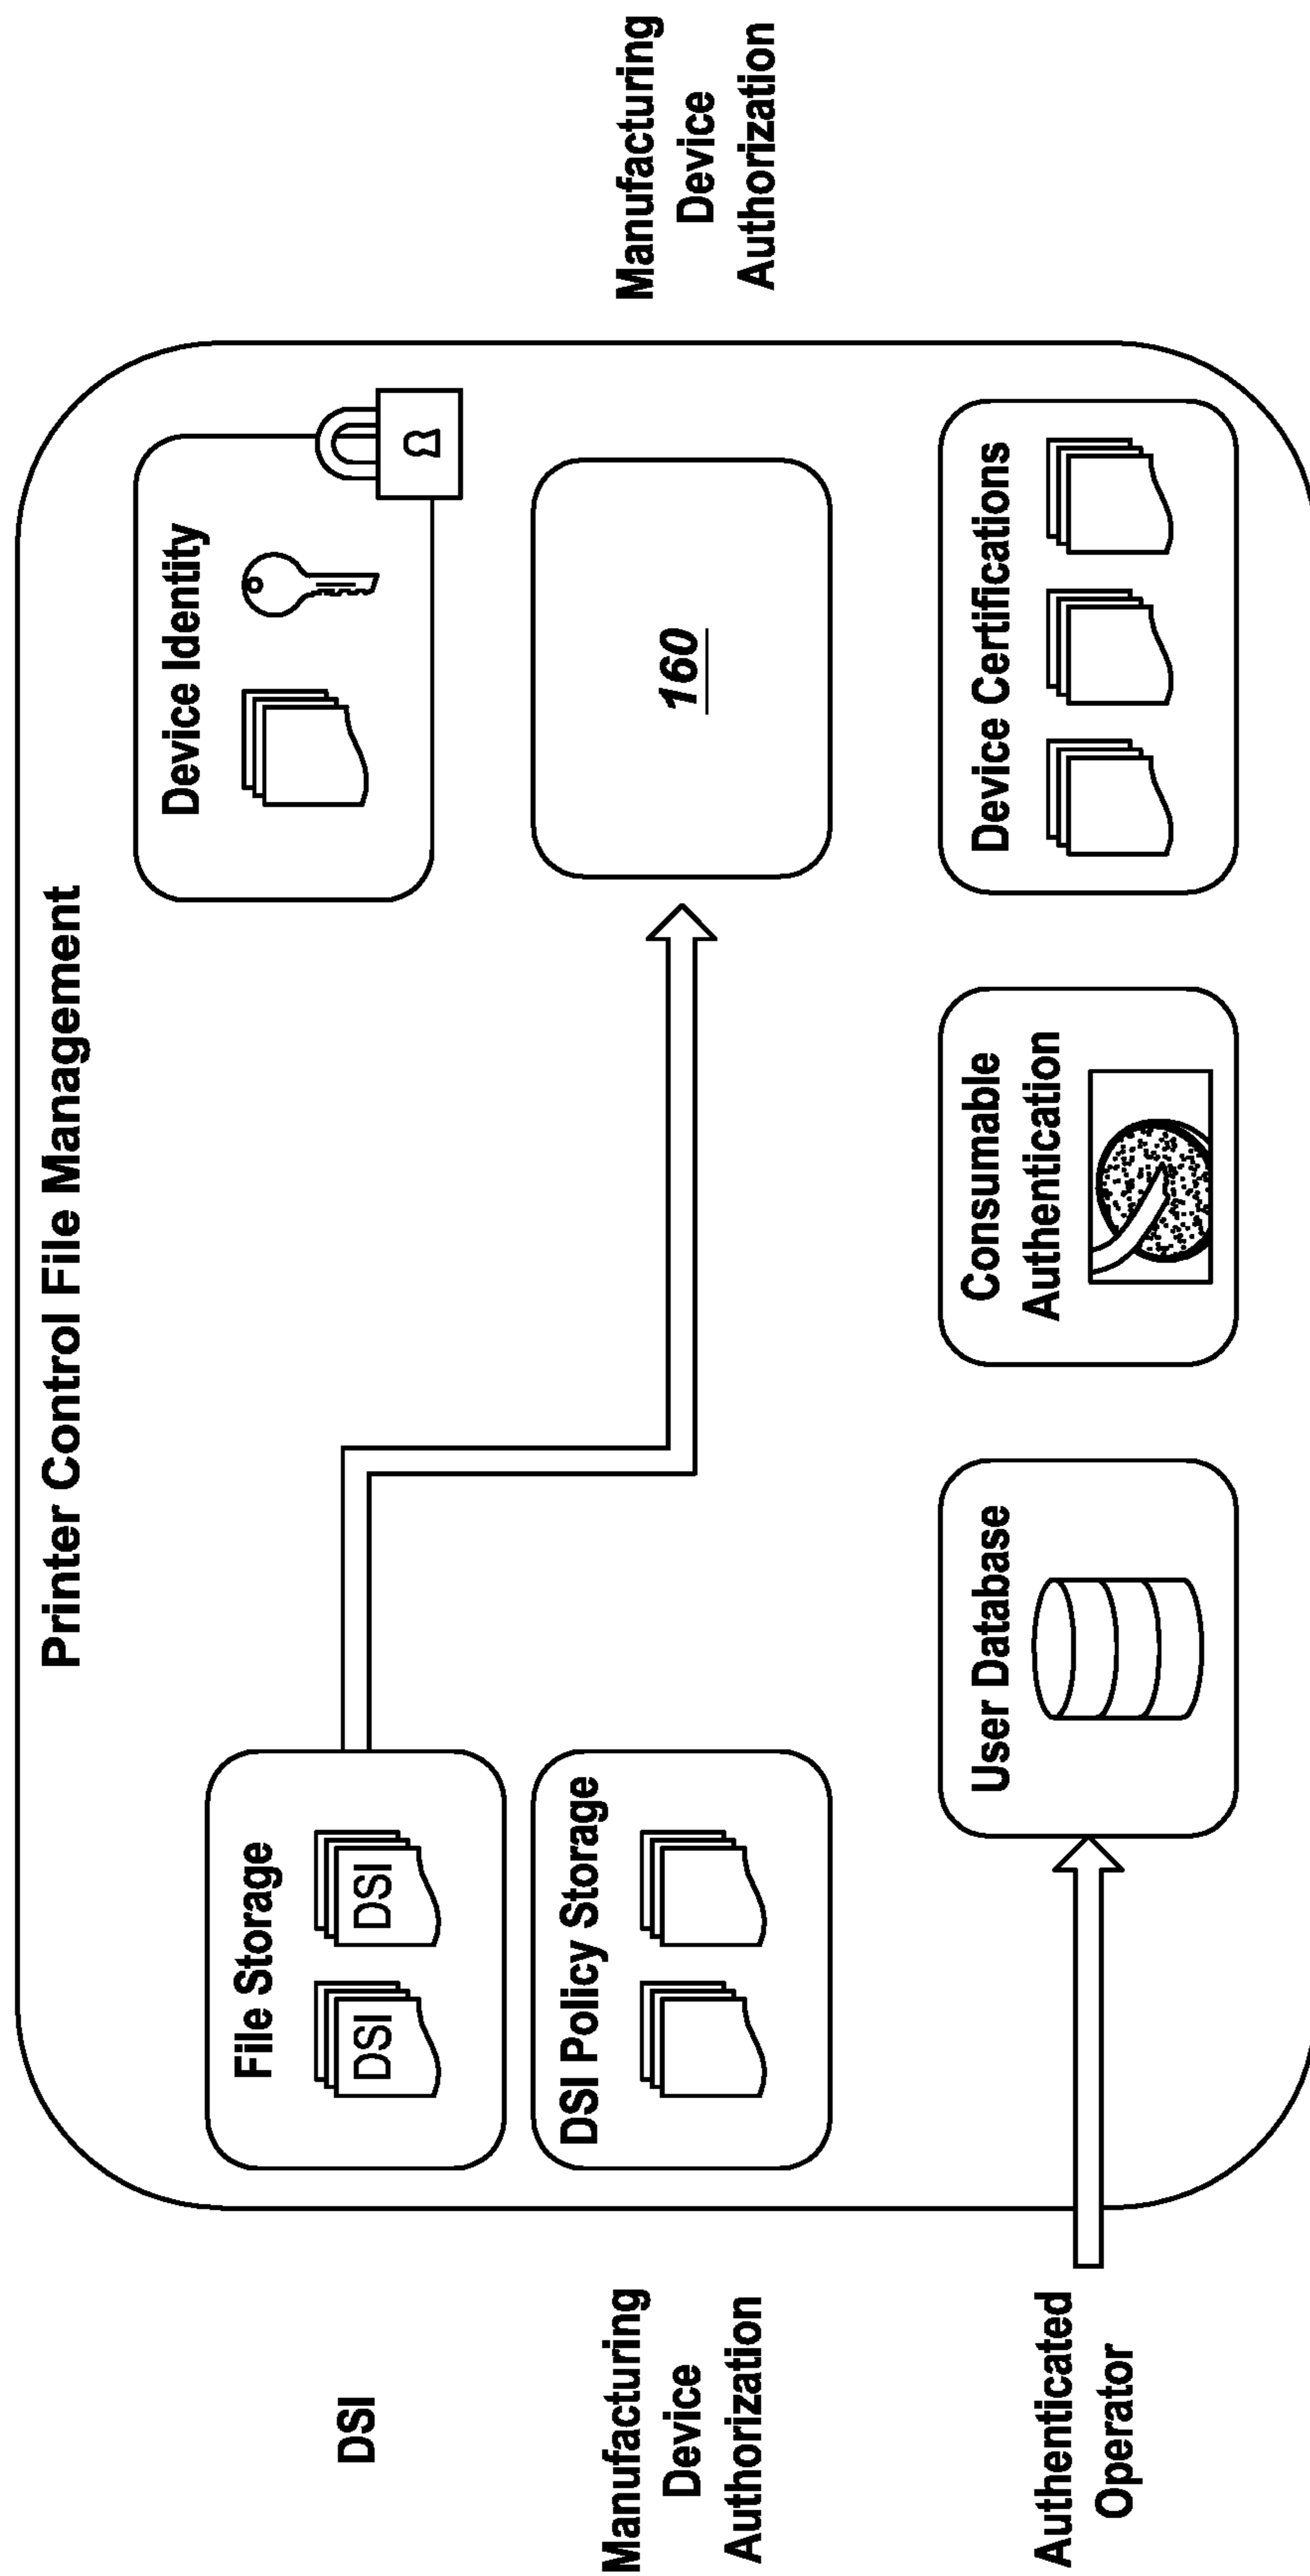 Printer Control File Management
DSI
File Storage
DSI
DSI
Device Identity
Manufacturing
Device
Authorization
DSI Policy Storage
160
Manufacturing
Device
Authorization
Authenticated
Operator
User Database
Consumable
Authentication
Device Certifications